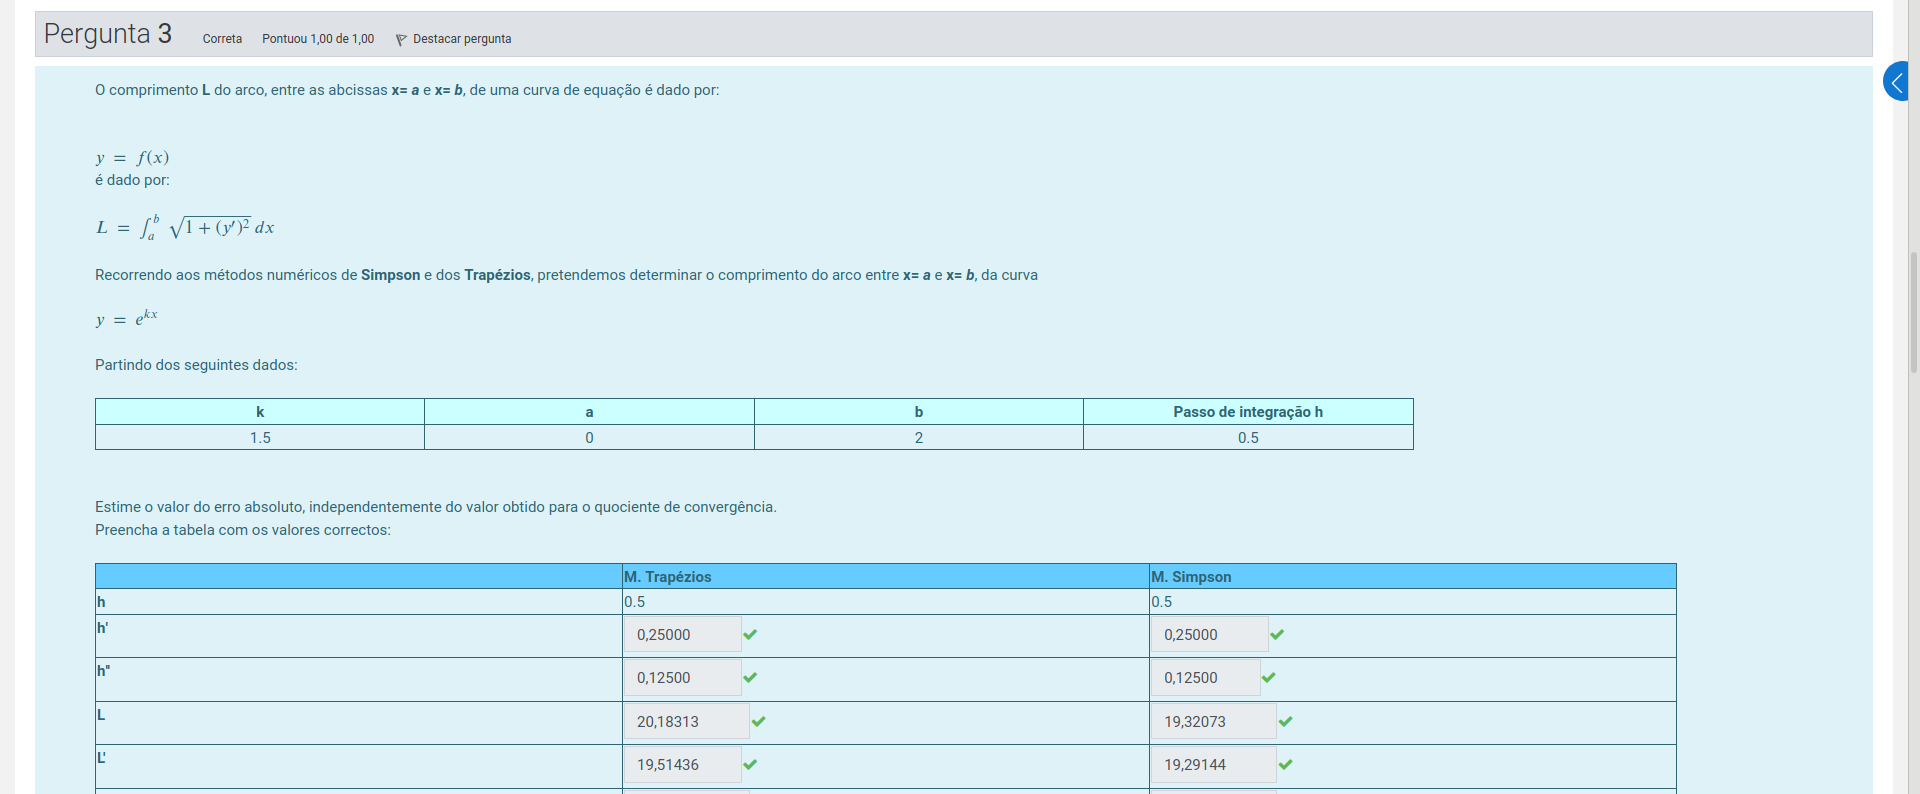 Pergunta 3 Correta Pontuou 1,00 de 1,00 Destacar pergunta
O comprimento L do arco, entre as abcissas x= a e x= b, de uma curva de equação é dado por:
y = f(x)
é dado por:
L = ∫_a^b √(1 + (y′)²) dx
Recorrendo aos métodos numéricos de Simpson e dos Trapézios, pretendemos determinar o comprimento do arco entre x= a e x= b, da curva
y = e^{kx}
Partindo dos seguintes dados:
k a b Passo de integração h
1.5 0 2 0.5
Estime o valor do erro absoluto, independentemente do valor obtido para o quociente de convergência.
Preencha a tabela com os valores correctos:
M. Trapézios M. Simpson
h 0.5 0.5
h' 0,25000 0,25000
h'' 0,12500 0,12500
L 20,18313 19,32073
L' 19,51436 19,29144